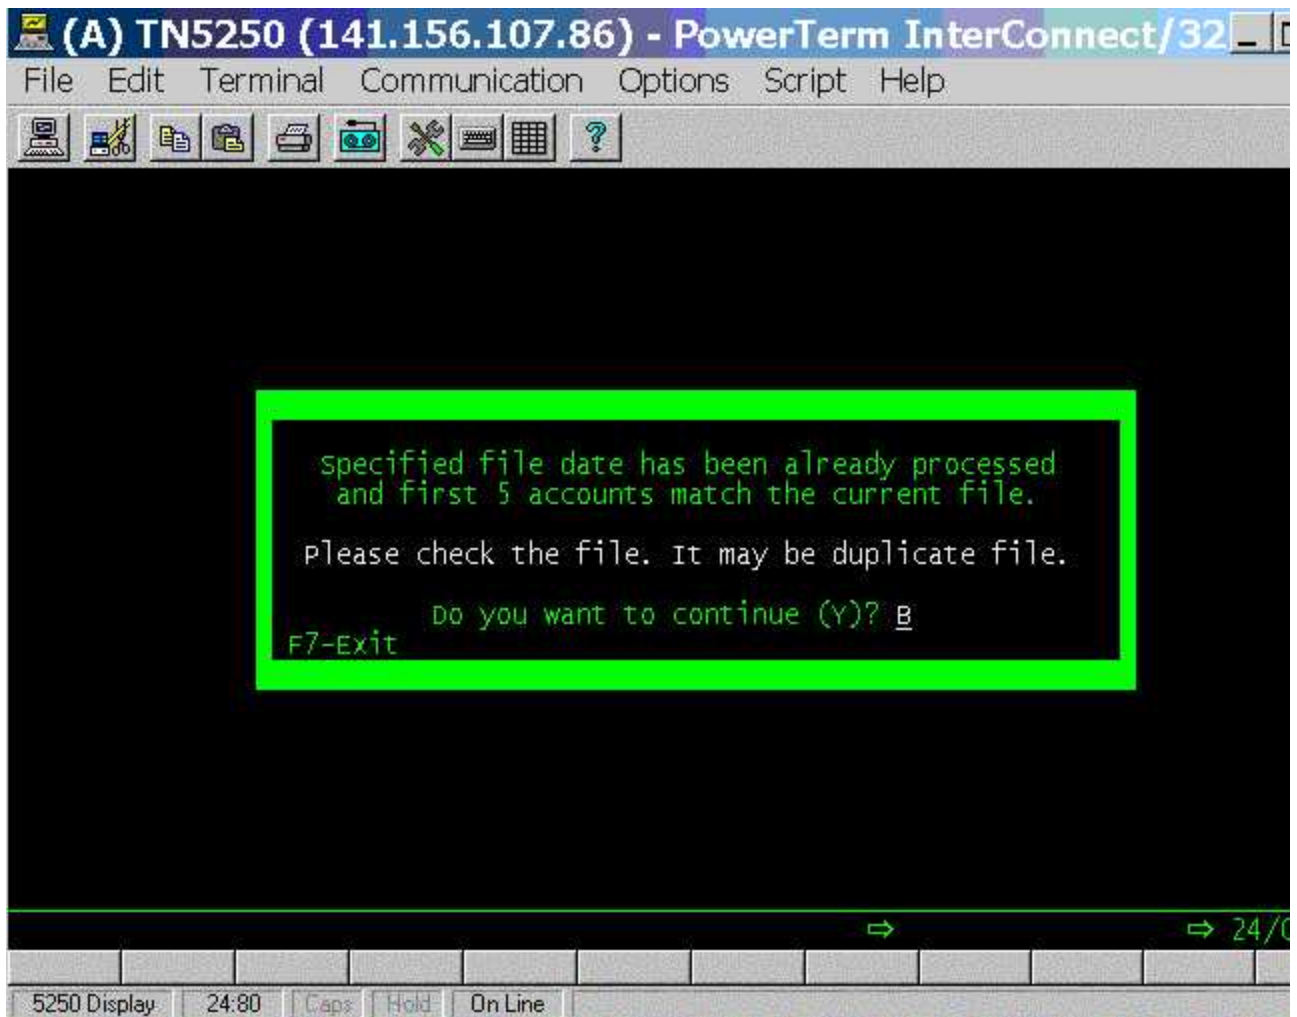 (A) TN5250 (141.156.107.86) - PowerTerm InterConnect/32
File Edit Terminal Communication Options Script Help
Specified file date has been already processed
and first 5 accounts match the current file.
Please check the file. It may be duplicate file.
Do you want to continue (Y)? B
F7-Exit
⇨ ⇨ 24/0
5250 Display 24:80 Caps Hold On Line